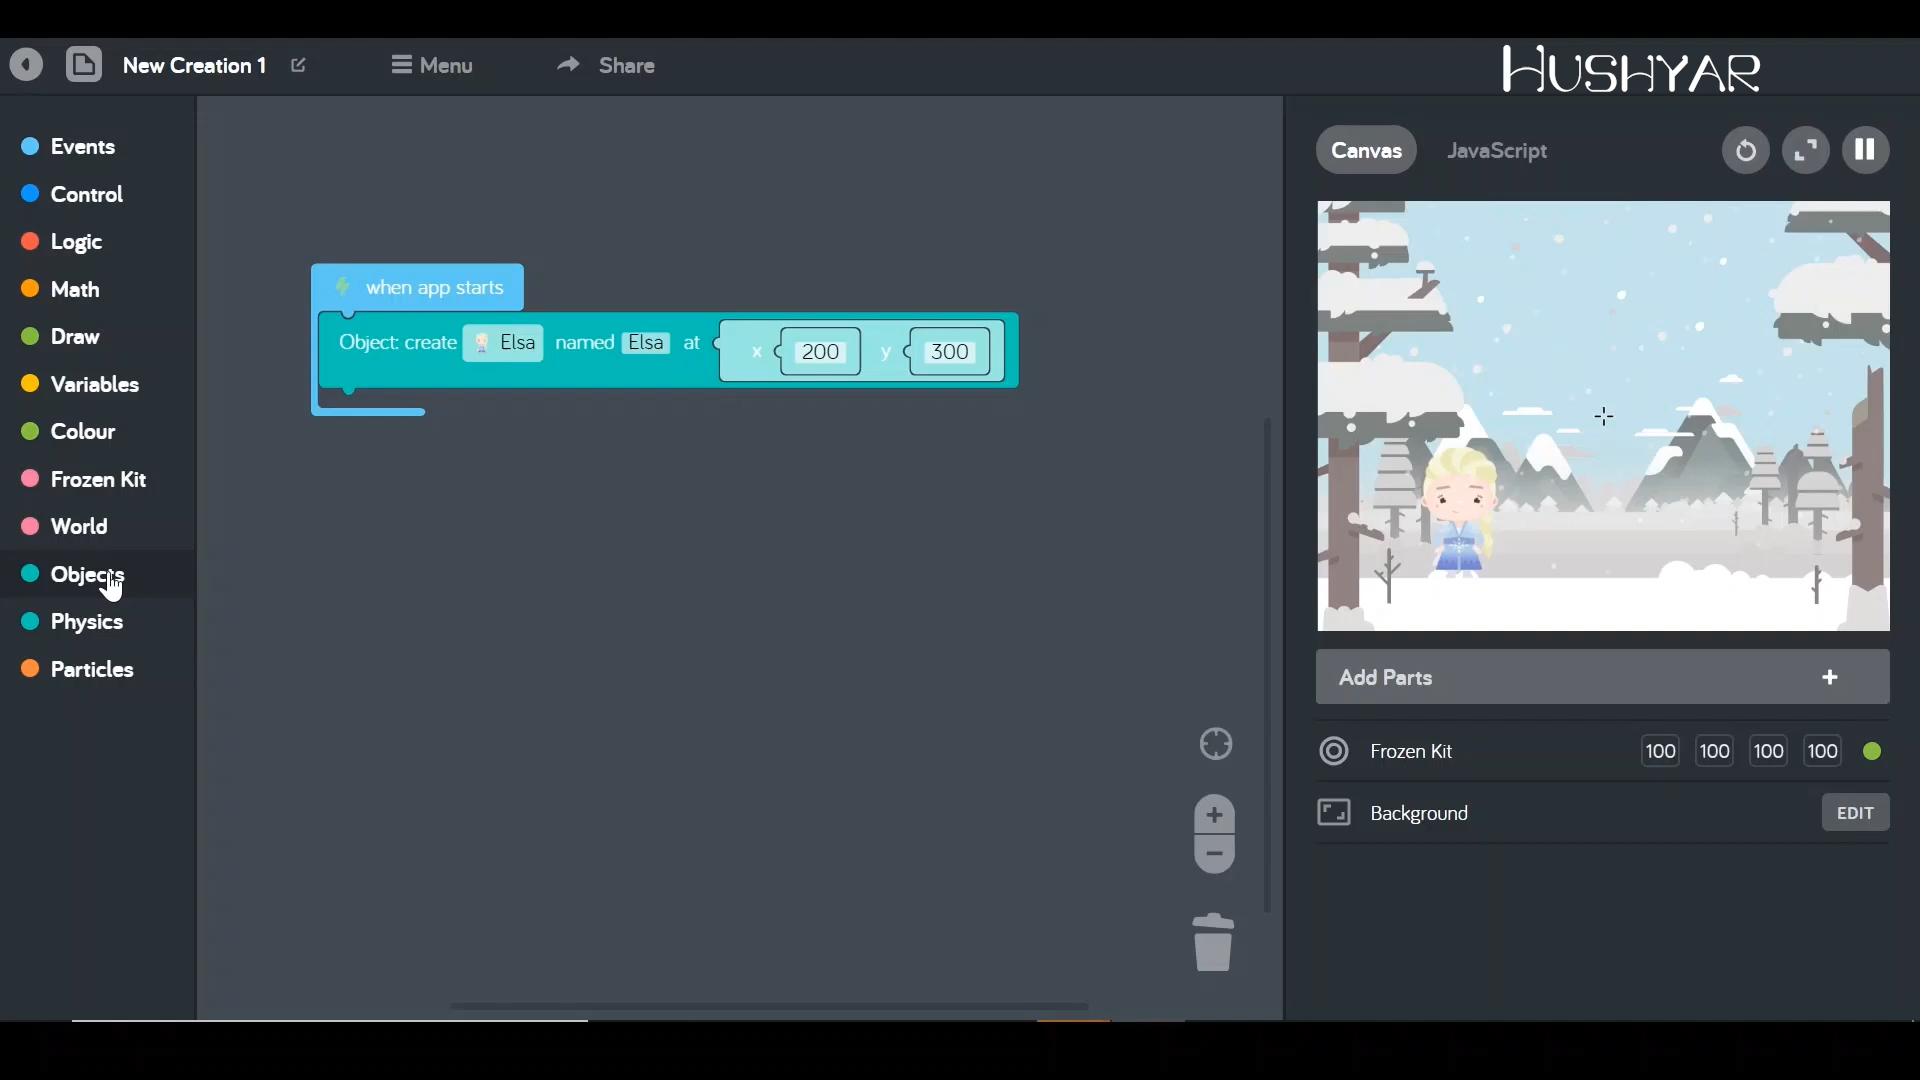 New Creation 1
Menu
Share
HUSHYAR
Events
Control
Logic
Math
Draw
Variables
Colour
Frozen Kit
World
Objects
Physics
Particles
when app starts
Object: create Elsa named Elsa at x 200 y 300
Canvas
JavaScript
Add Parts +
Frozen Kit 100 100 100 100
Background EDIT